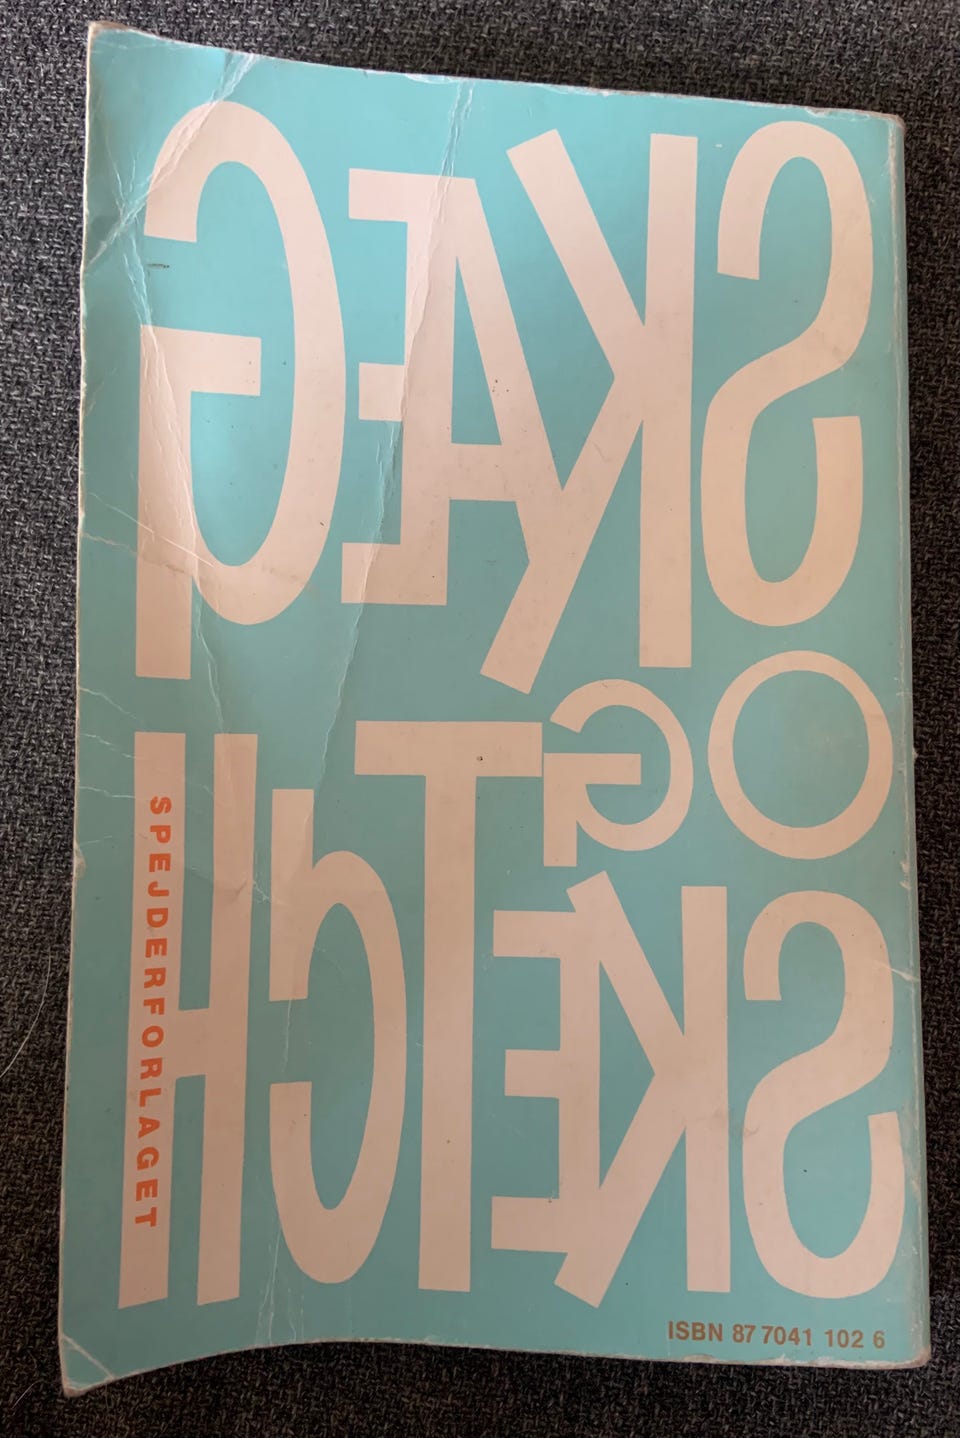 SKÆG
OG
SKETCH
SPEJDERFORLAGET
ISBN 87 7041 102 6